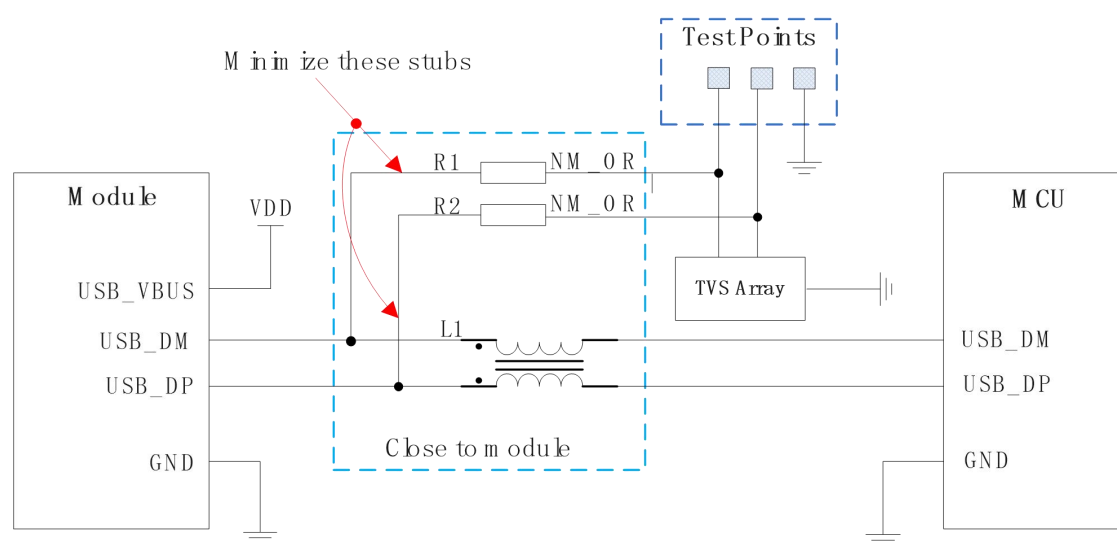 Test Points
Minimize these stubs
R1
NM_0R
Module
MCU
R2
NM_0R
VDD
TVS Array
USB_VBUS
L1
USB_DM
USB_DM
USB_DP
USB_DP
Close to module
GND
GND